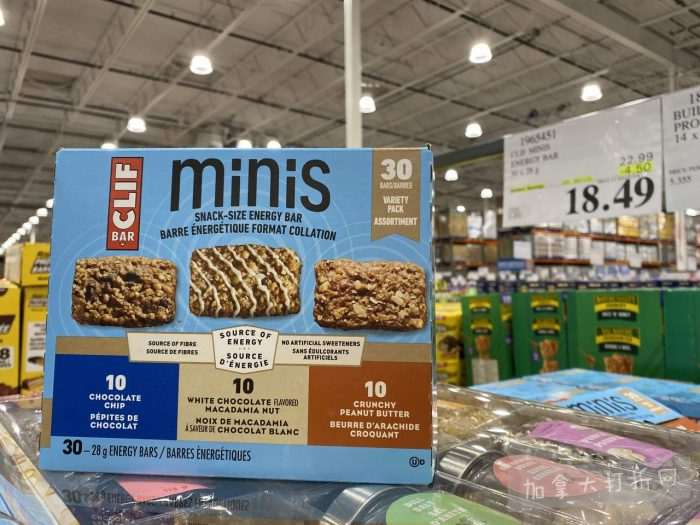 CLIF
BAR
minis
SNACK-SIZE ENERGY BAR
BARRE ÉNERGÉTIQUE FORMAT COLLATION
30
BARS/BARRES
VARIETY
PACK
ASSORTIMENT
SOURCE OF FIBRE
SOURCE DE FIBRES
SOURCE OF
ENERGY
SOURCE
D'ÉNERGIE
NO ARTIFICIAL SWEETENERS
SANS ÉDULCORANTS
ARTIFICIELS
10
CHOCOLATE
CHIP
PÉPITES DE
CHOCOLAT
10
WHITE CHOCOLATE FLAVORED
MACADAMIA NUT
NOIX DE MACADAMIA
À SAVEUR DE CHOCOLAT BLANC
10
CRUNCHY
PEANUT BUTTER
BEURRE D'ARACHIDE
CROQUANT
30 – 28 g ENERGY BARS / BARRES ÉNERGÉTIQUES
1965451
CLIF MINIS
ENERGY BAR
22.99
-4.50
18.49
minis
加拿大打折网